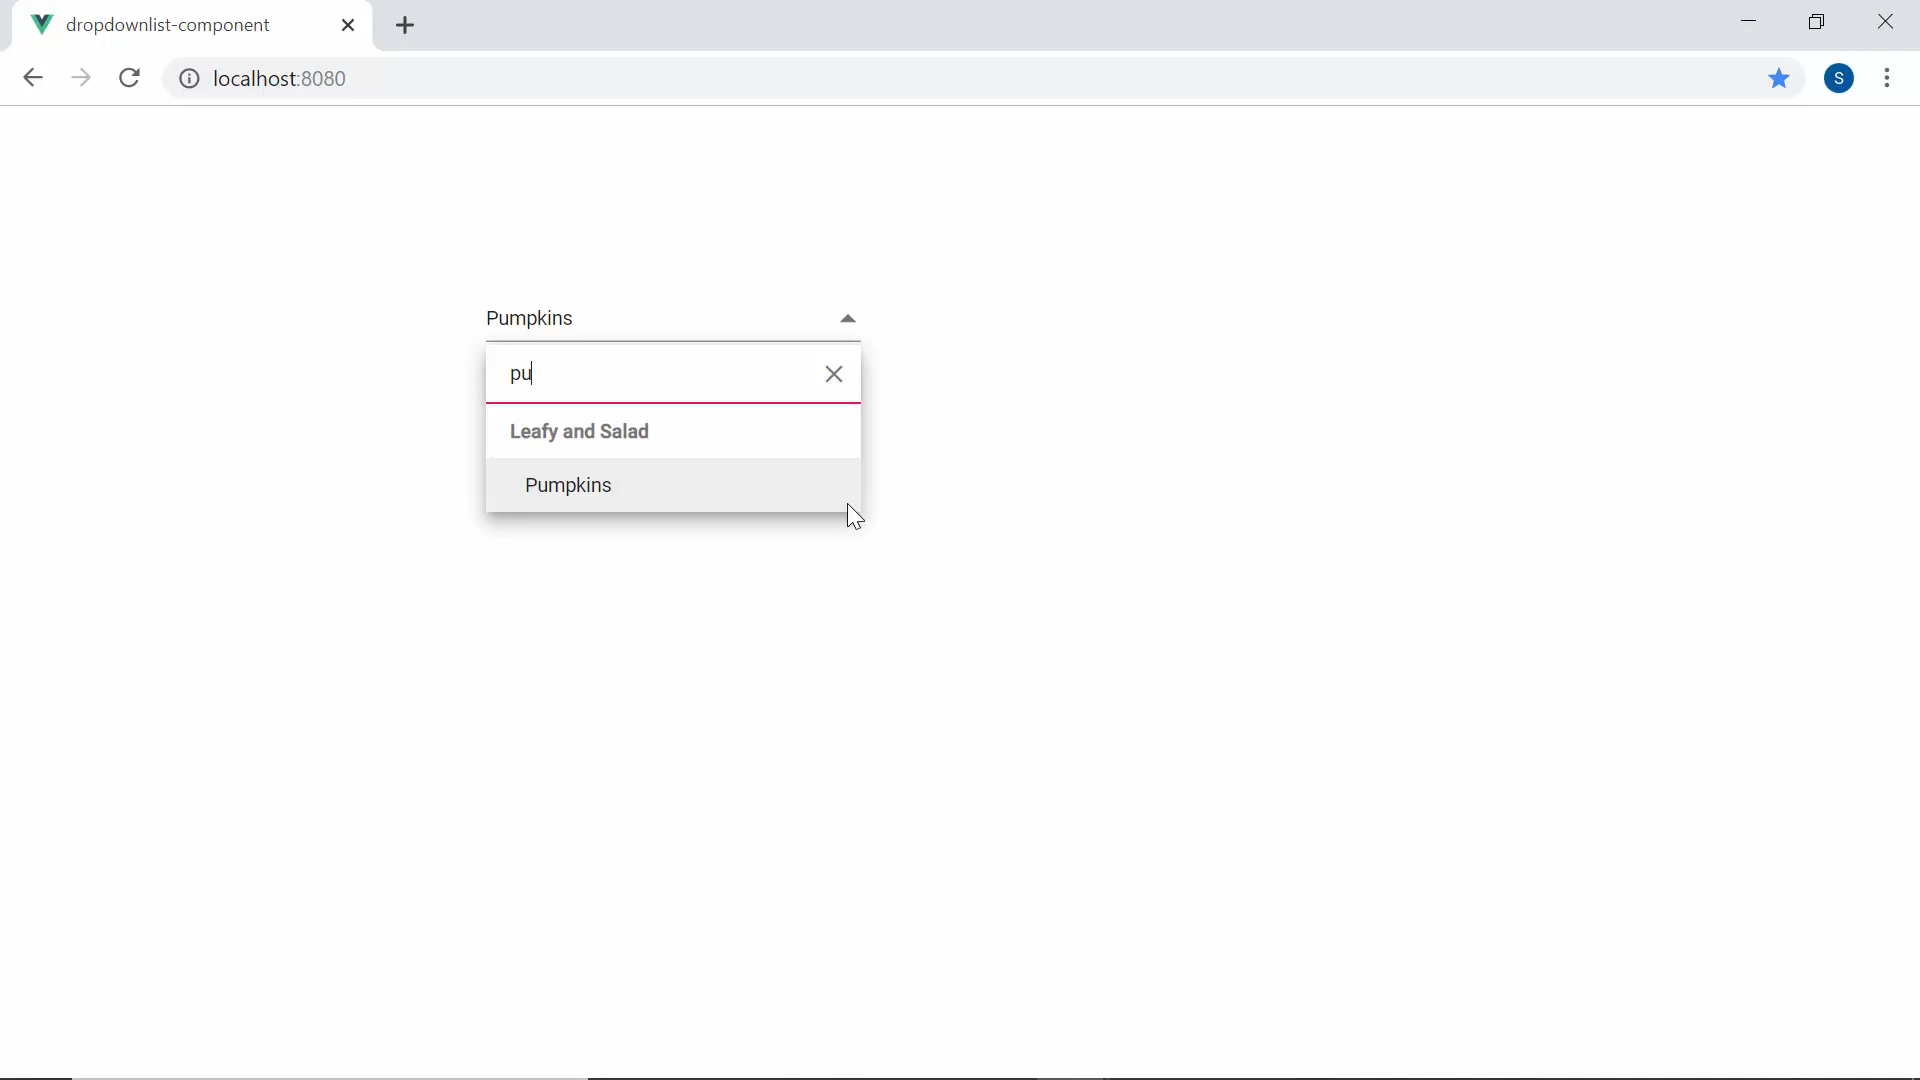 dropdownlist-component
localhost:8080
S
Pumpkins
pu
Leafy and Salad
Pumpkins